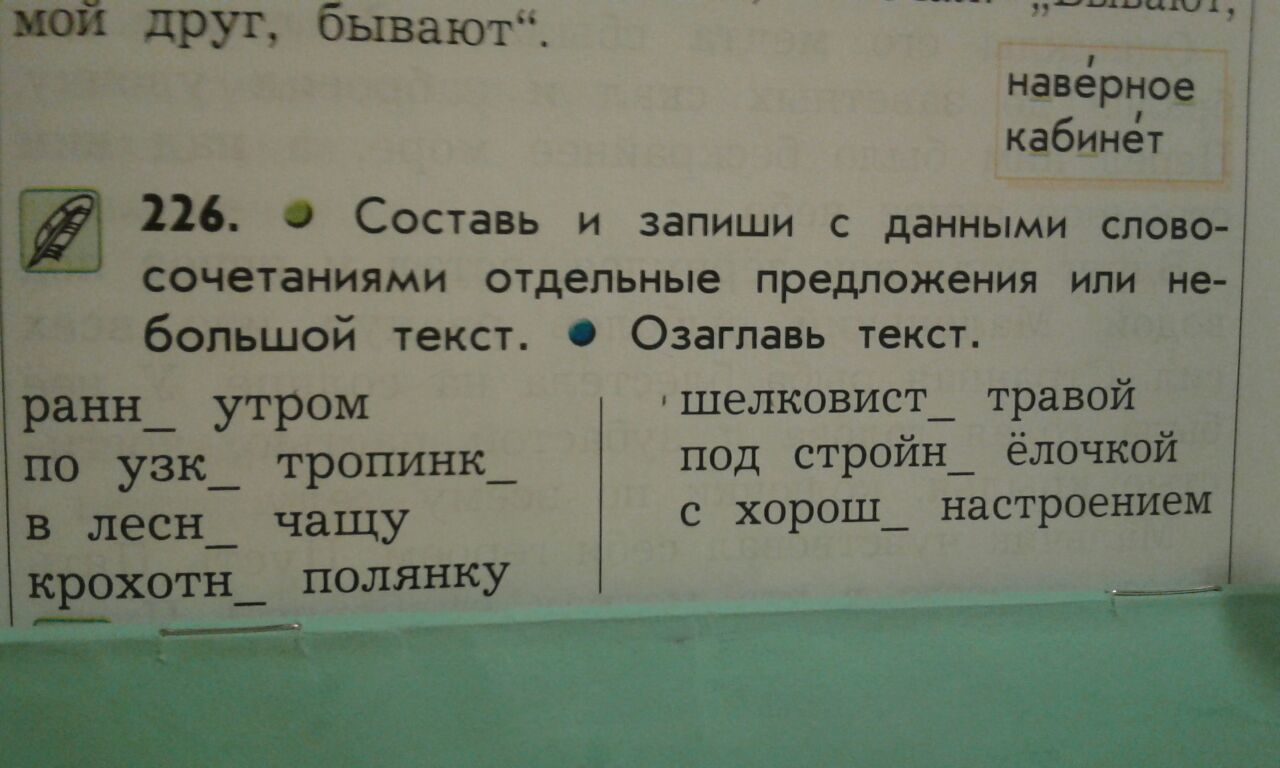 мой друг, бывают“.
наве́рное
кабине́т
226. Составь и запиши с данными слово-
сочетаниями отдельные предложения или не-
большой текст. Озаглавь текст.
ранн_ утром
по узк_ тропинк_
в лесн_ чащу
крохотн_ полянку
шелковист_ травой
под стройн_ ёлочкой
с хорош_ настроением